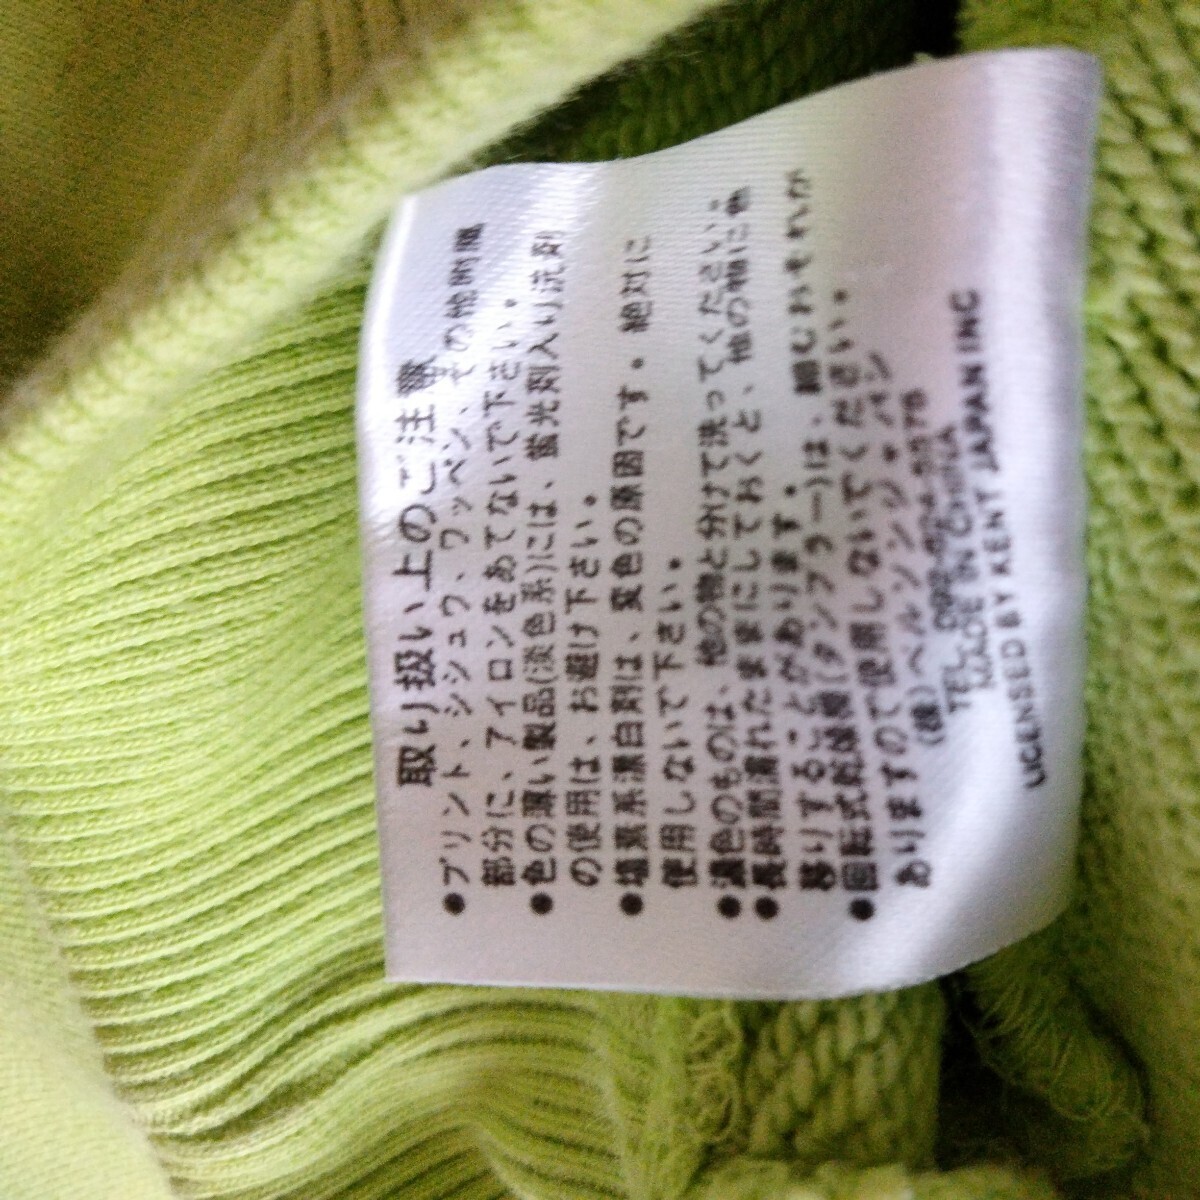 取り扱い上のご注意
●プリント、シシュウ、ワッペン、その他附属
部分に、アイロンをあてないで下さい。
●色の薄い製品(淡色系)には、蛍光剤入り洗剤
の使用は、お避け下さい。
●塩素系漂白剤は、変色の原因です。絶対に
使用しないで下さい。
●濃色のものは、他の物と分けて洗ってください。
●長時間濡れたままにしておくと、他の物に色
移りすることがあります。
●回転式乾燥機(タンブラー)は、縮むおそれが
ありますので使用しないでください。
(株)ベルソンジャパン
TEL
MADE IN CHINA
LICENSED BY KENT JAPAN INC